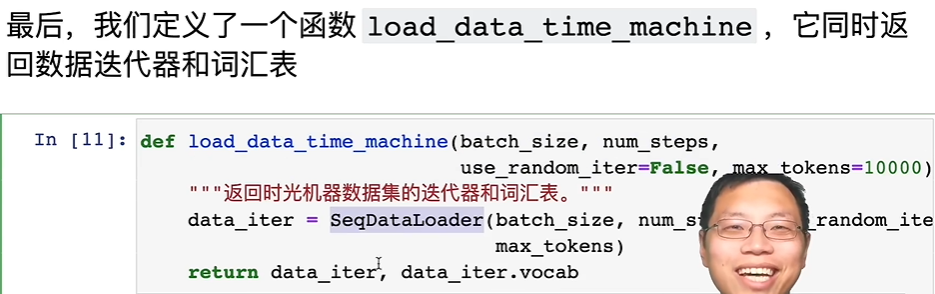 最后，我们定义了一个函数 load_data_time_machine ，它同时返
回数据迭代器和词汇表
In [11]: def load_data_time_machine(batch_size, num_steps,
use_random_iter=False, max_tokens=10000)
"""返回时光机器数据集的迭代器和词汇表。"""
data_iter = SeqDataLoader(batch_size, _random_ite
max_tokens)
return data_iter, data_iter.vocab